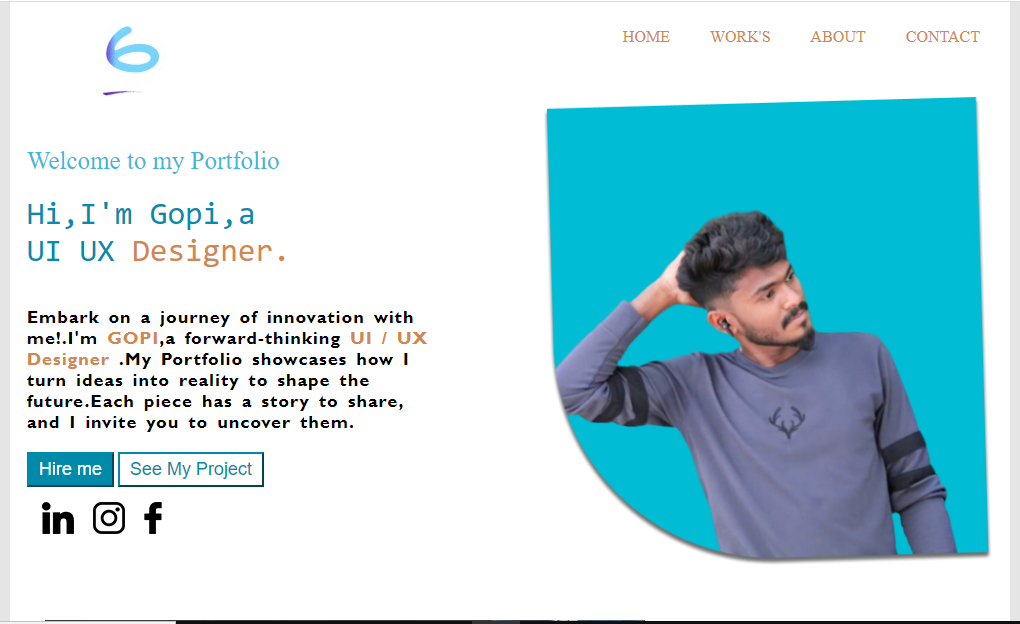 HOME WORK'S ABOUT CONTACT
Welcome to my Portfolio
Hi,I'm Gopi,a
UI UX Designer.
Embark on a journey of innovation with
me!.I'm GOPI,a forward-thinking UI / UX
Designer .My Portfolio showcases how I
turn ideas into reality to shape the
future.Each piece has a story to share,
and I invite you to uncover them.
Hire me See My Project
in f